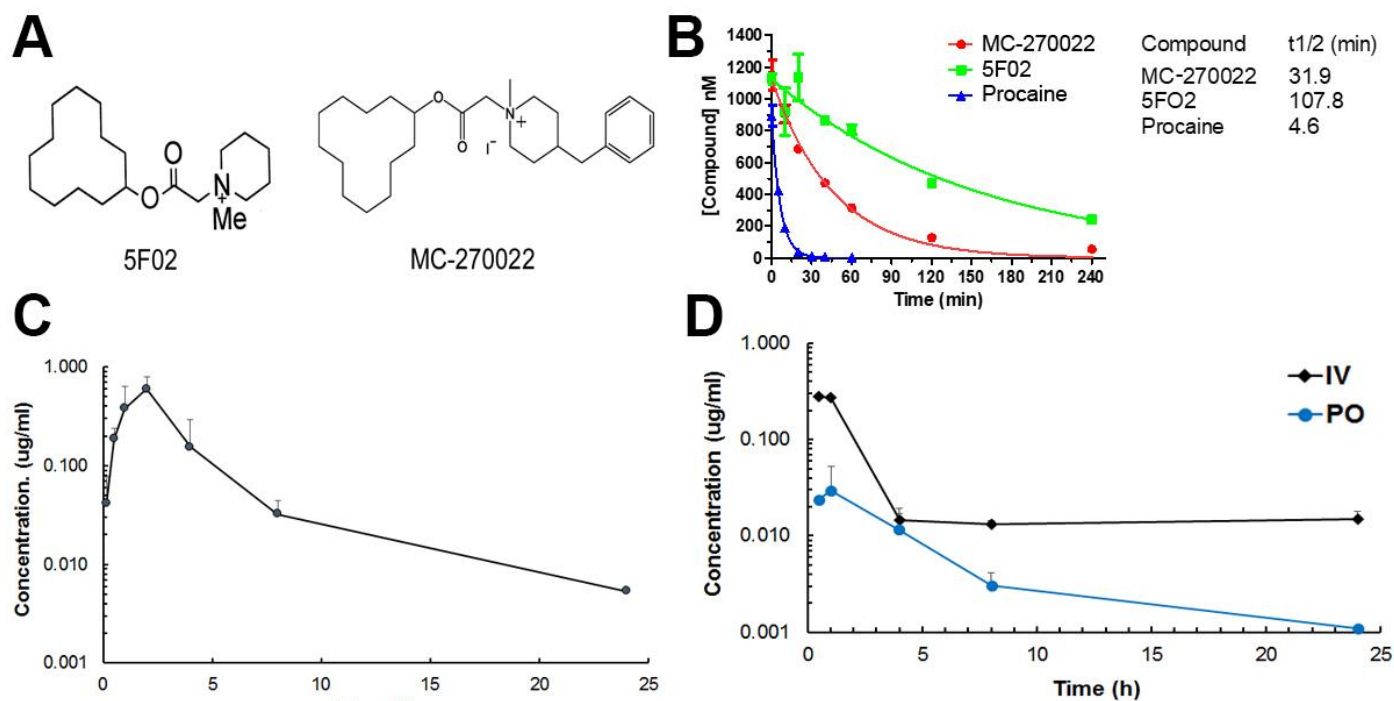 A
O
O
N
+
Me
5F02
O
O
N
+
I⁻
MC-270022
B
1400
1200
1000
800
600
400
200
0
[Compound] nM
0 30 60 90 120 150 180 210 240
Time (min)
MC-270022
5F02
Procaine
Compound t1/2 (min)
MC-270022 31.9
5FO2 107.8
Procaine 4.6
C
1.000
0.100
0.010
0.001
Concentration. (ug/ml)
0 5 10 15 20 25
D
1.000
0.100
0.010
0.001
Concentration (ug/ml)
IV
PO
0 5 10 15 20 25
Time (h)